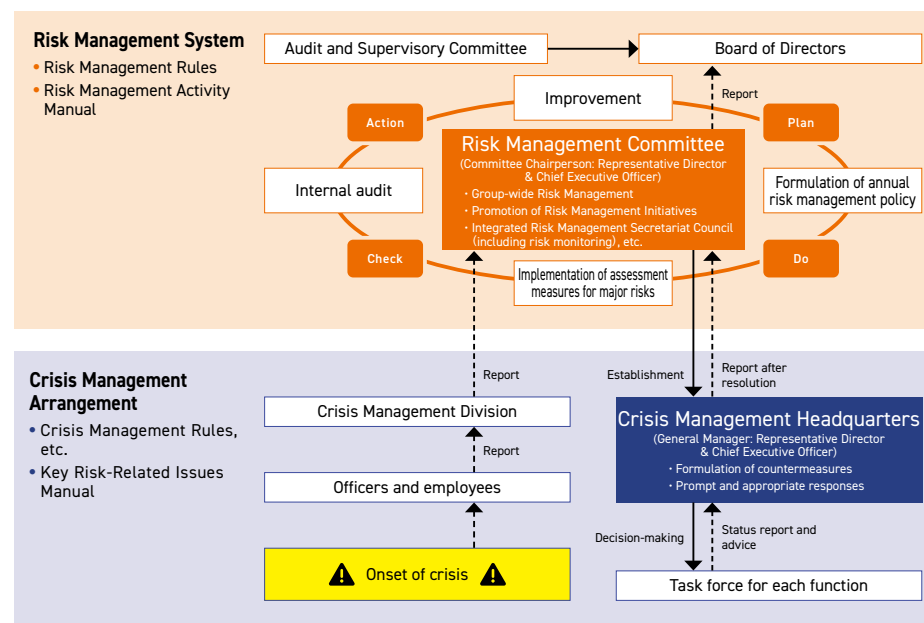 Risk Management System
• Risk Management Rules
• Risk Management Activity
Manual
Audit and Supervisory Committee
Board of Directors
Report
Improvement
Action
Plan
Risk Management Committee
(Committee Chairperson: Representative Director
& Chief Executive Officer)
・Group-wide Risk Management
・Promotion of Risk Management Initiatives
・Integrated Risk Management Secretariat Council
(including risk monitoring), etc.
Internal audit
Formulation of annual
risk management policy
Check
Do
Implementation of assessment
measures for major risks
Crisis Management
Arrangement
• Crisis Management Rules,
etc.
• Key Risk-Related Issues
Manual
Report
Crisis Management Division
Report
Officers and employees
Onset of crisis
Establishment
Report after
resolution
Crisis Management Headquarters
(General Manager: Representative Director
& Chief Executive Officer)
・Formulation of countermeasures
・Prompt and appropriate responses
Decision-making
Status report and
advice
Task force for each function